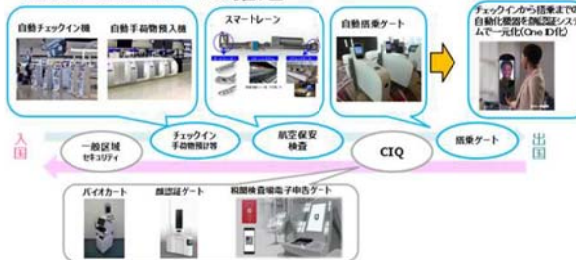 自動チェックイン機
自動手荷物預入機
スマートレーン
自動搭乗ゲート
チェックインから搭乗までの
自動化機器を顔認証システ
ムで一元化(One ID化)
入国
一般区域
セキュリティ
チェックイン
手荷物預け等
航空保安
検査
CIQ
搭乗ゲート
出国
バイオカート
顔認証ゲート
税関検査場電子申告ゲート